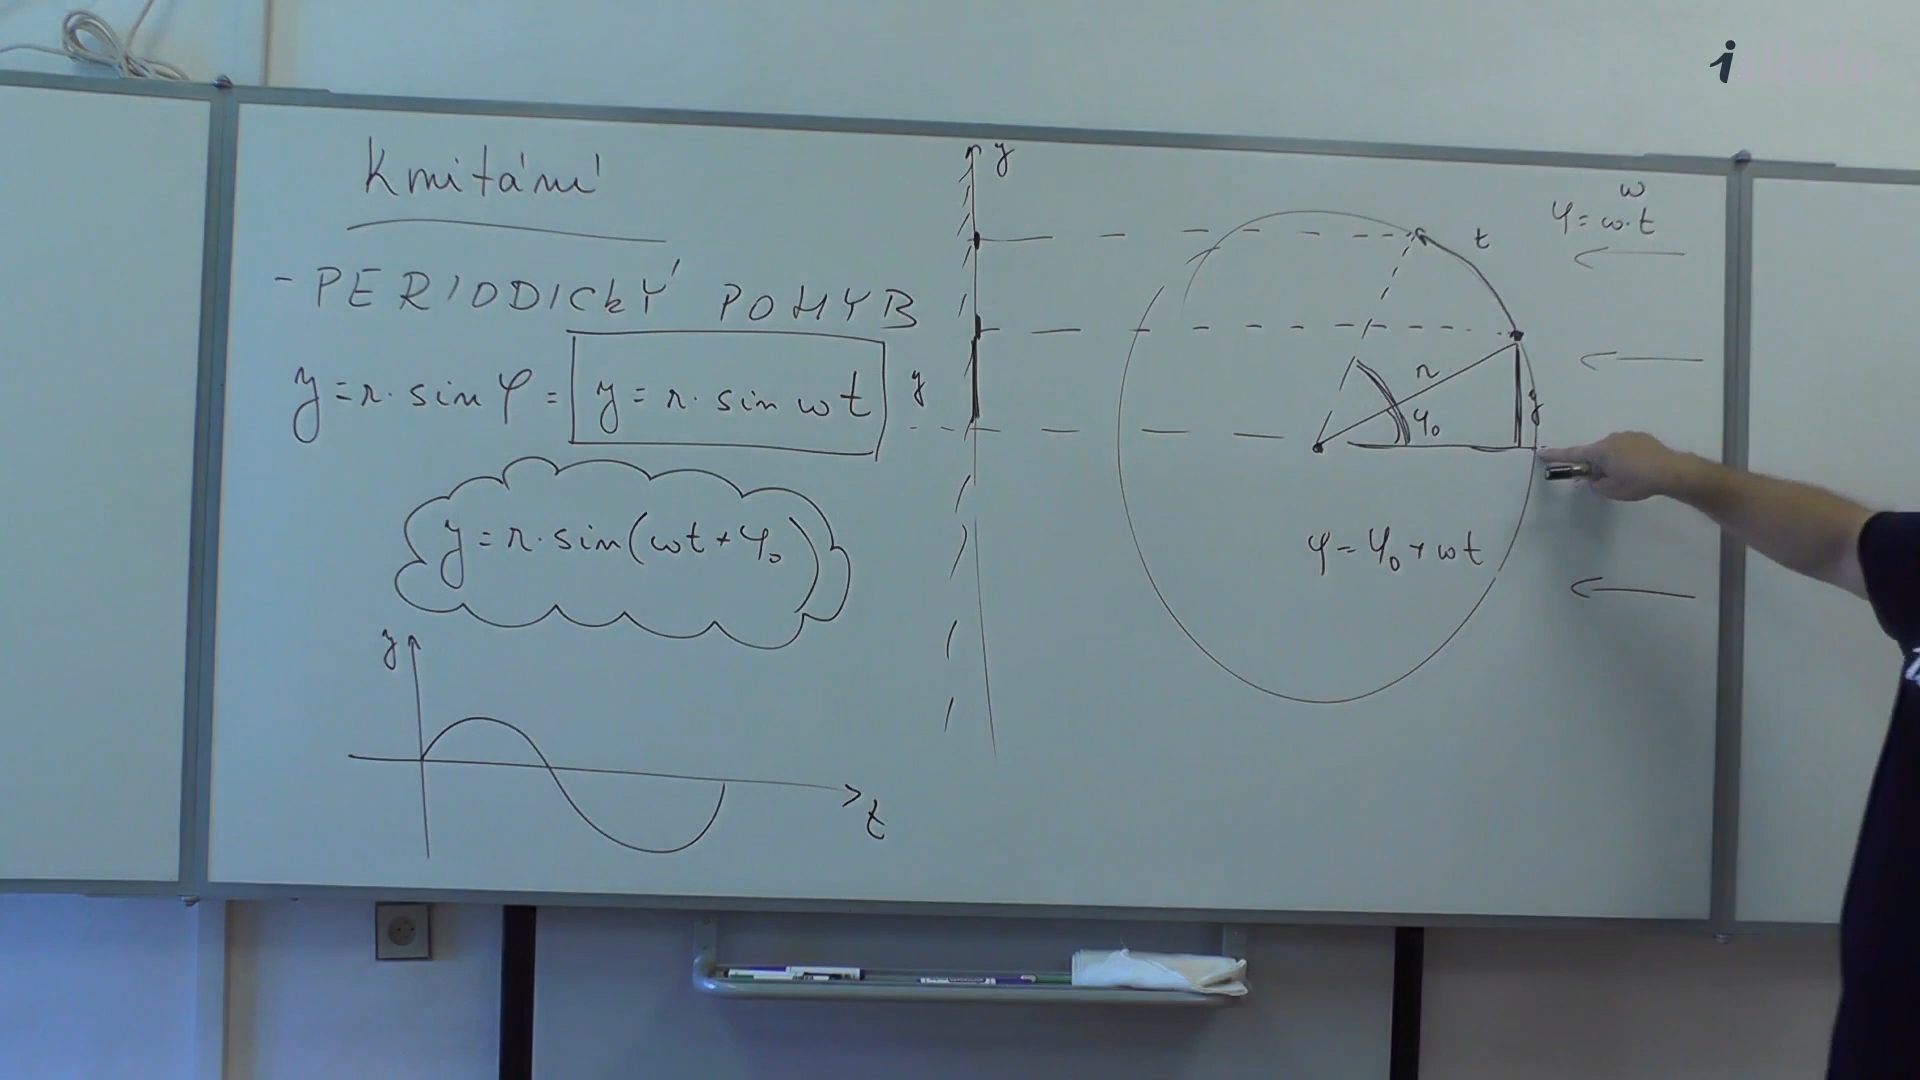 Kmitání
- PERIODICKÝ POHYB
y = r · sin φ = y = r · sin ωt
y = r · sin(ωt + φ₀)
y
t
y
y
t
r
φ₀
y
φ = φ₀ + ωt
ω
φ = ω · t
i